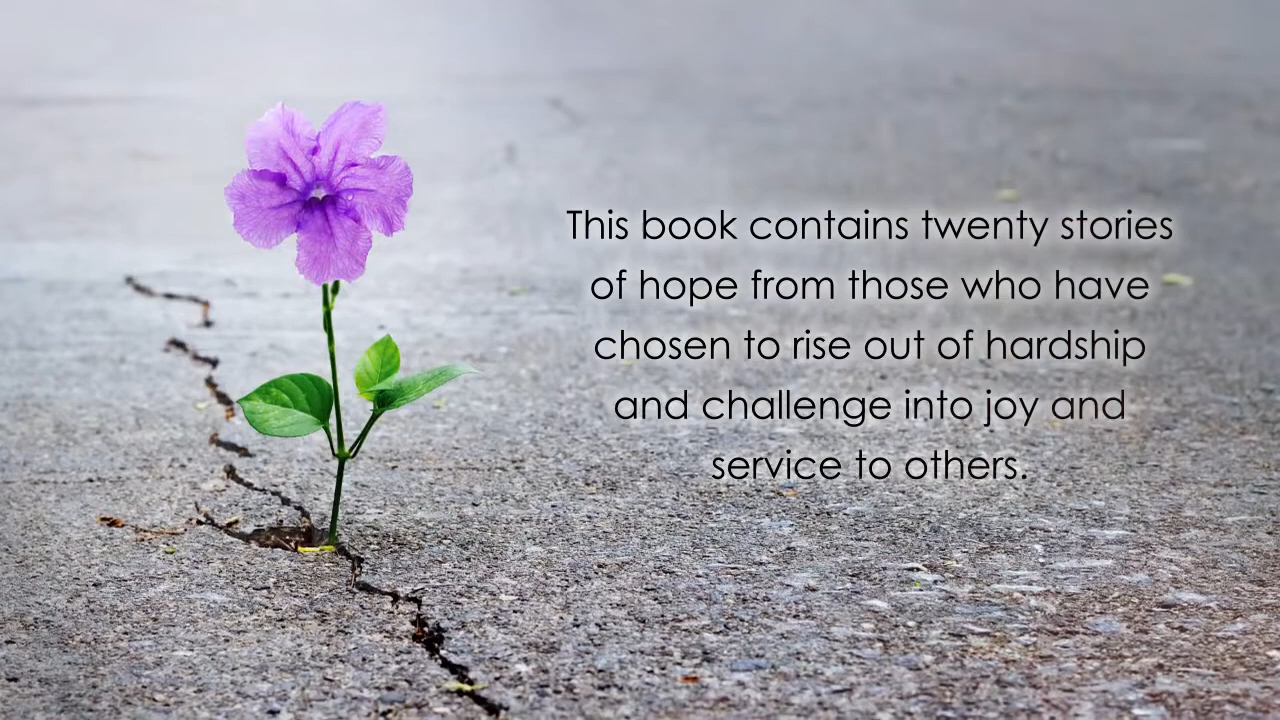 This book contains twenty stories
of hope from those who have
chosen to rise out of hardship
and challenge into joy and
service to others.